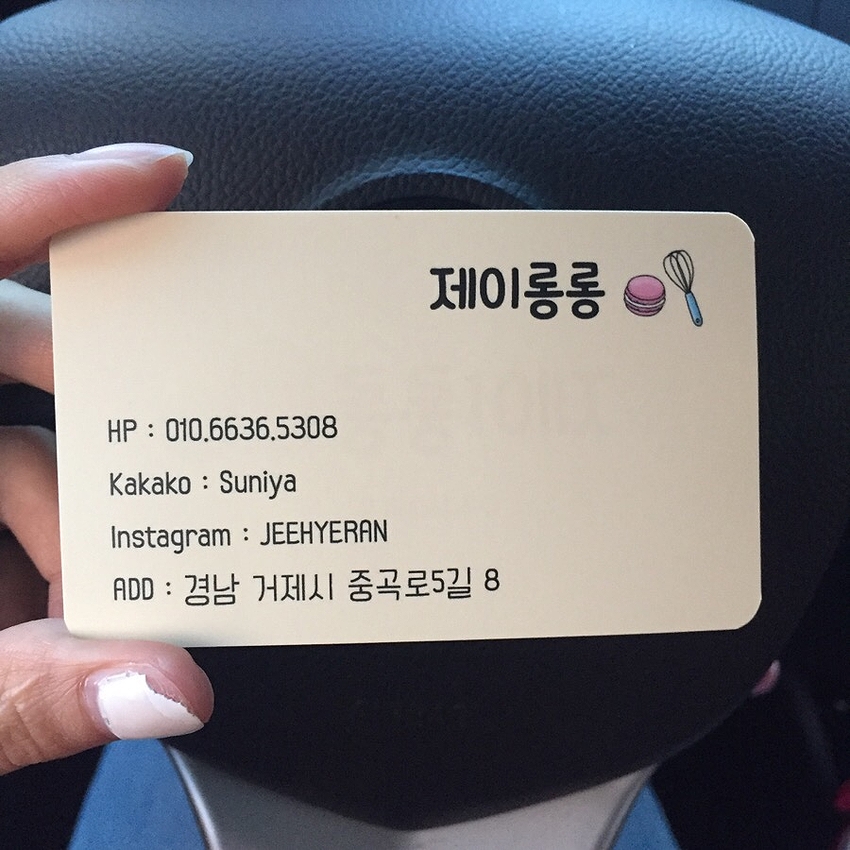 제이롱롱
HP : 010.6636.5308
Kakako : Suniya
Instagram : JEEHYERAN
ADD : 경남 거제시 중곡로5길 8